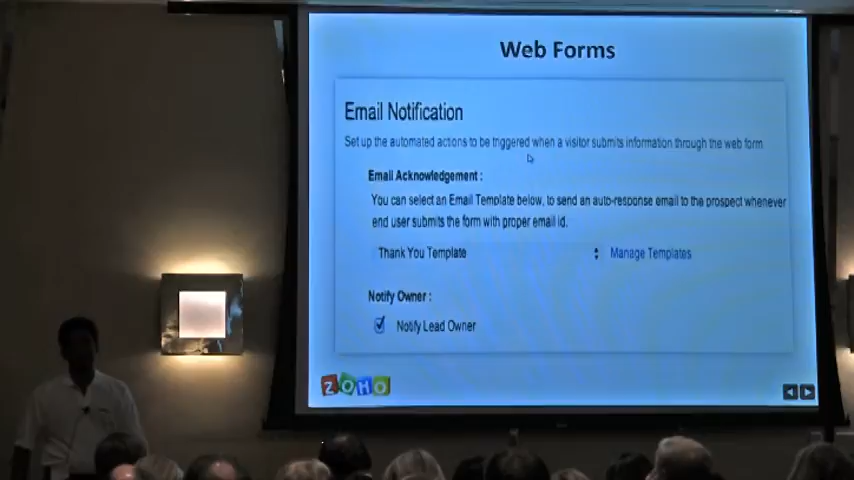 Web Forms
Email Notification
Set up the automated actions to be triggered when a visitor submits information through the web form
Email Acknowledgement :
You can select an Email Template below, to send an auto-response email to the prospect whenever
end user submits the form with proper email id.
Thank You Template Manage Templates
Notify Owner :
Notify Lead Owner
ZOHO